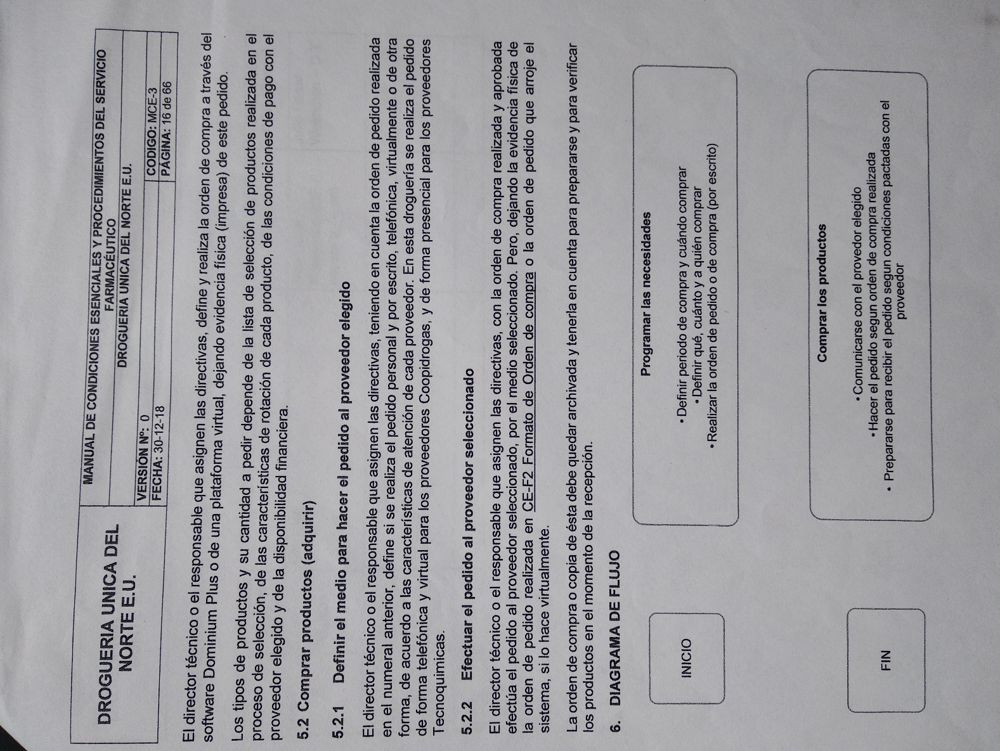 DROGUERIA UNICA DEL
NORTE E.U.
MANUAL DE CONDICIONES ESENCIALES Y PROCEDIMIENTOS DEL SERVICIO
FARMACÉUTICO
DROGUERIA UNICA DEL NORTE E.U.
VERSIÓN Nº: 0
CODIGO: MCE-3
FECHA: 30-12-18
PÁGINA: 16 de 66
El director técnico o el responsable que asignen las directivas, define y realiza la orden de compra a través del
software Dominium Plus o de una plataforma virtual, dejando evidencia física (impresa) de este pedido.
Los tipos de productos y su cantidad a pedir depende de la lista de selección de productos realizada en el
proceso de selección, de las características de rotación de cada producto, de las condiciones de pago con el
proveedor elegido y de la disponibilidad financiera.
5.2 Comprar productos (adquirir)
5.2.1 Definir el medio para hacer el pedido al proveedor elegido
El director técnico o el responsable que asignen las directivas, teniendo en cuenta la orden de pedido realizada
en el numeral anterior, define si se realiza el pedido personal y por escrito, telefónica, virtualmente o de otra
forma, de acuerdo a las características de atención de cada proveedor. En esta droguería se realiza el pedido
de forma telefónica y virtual para los proveedores Coopidrogas, y de forma presencial para los proveedores
Tecnoquimicas.
5.2.2 Efectuar el pedido al proveedor seleccionado
El director técnico o el responsable que asignen las directivas, con la orden de compra realizada y aprobada
efectúa el pedido al proveedor seleccionado, por el medio seleccionado. Pero, dejando la evidencia física de
la orden de pedido realizada en CE-F2 Formato de Orden de compra o la orden de pedido que arroje el
sistema, si lo hace virtualmente.
La orden de compra o copia de ésta debe quedar archivada y tenerla en cuenta para prepararse y para verificar
los productos en el momento de la recepción.
6. DIAGRAMA DE FLUJO
INICIO
Programar las necesidades
•Definir periodo de compra y cuándo comprar
•Definir qué, cuánto y a quién comprar
•Realizar la orden de pedido o de compra (por escrito)
FIN
Comprar los productos
•Comunicarse con el provedor elegido
•Hacer el pedido segun orden de compra realizada
• Prepararse para recibir el pedido segun condiciones pactadas con el
proveedor